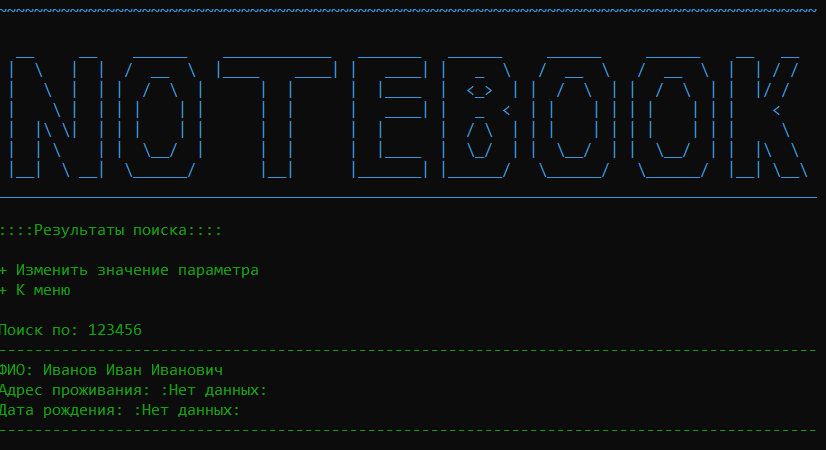 NOTEBOOK
::::Результаты поиска::::
+ Изменить значение параметра
+ К меню
Поиск по: 123456
ФИО: Иванов Иван Иванович
Адрес проживания: :Нет данных:
Дата рождения: :Нет данных: